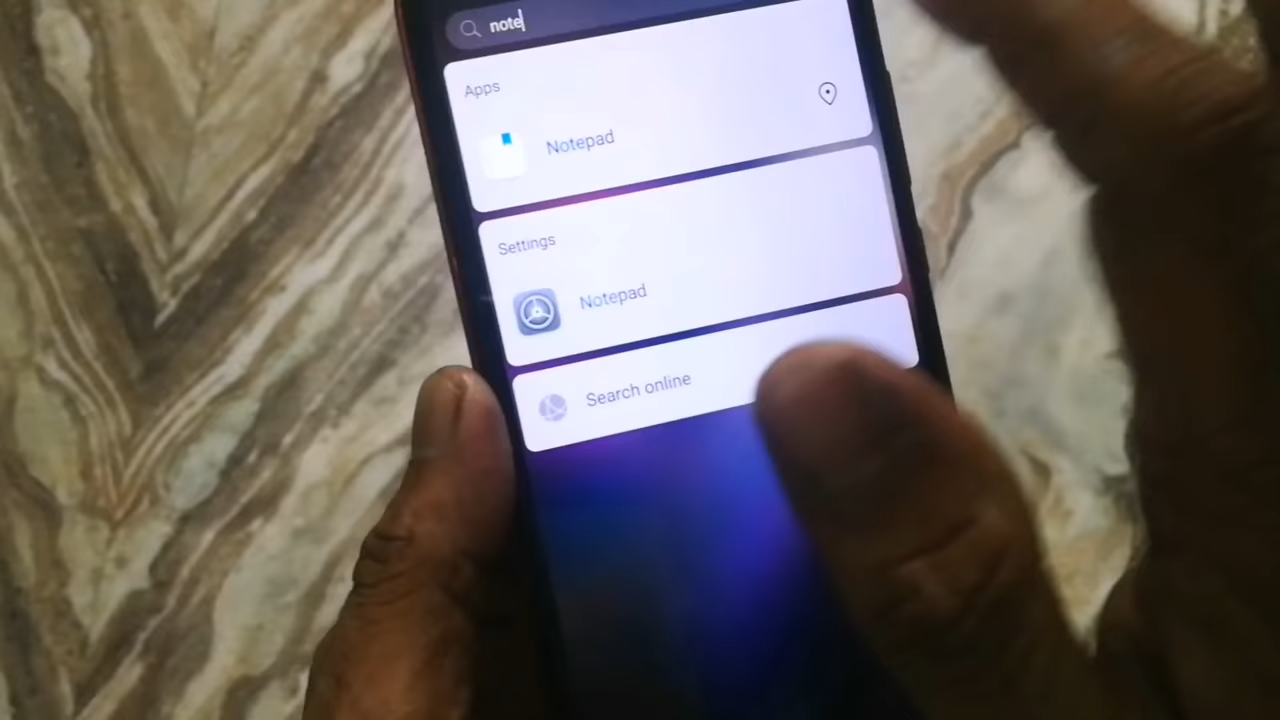 note
Apps
Notepad
Settings
Notepad
Search online